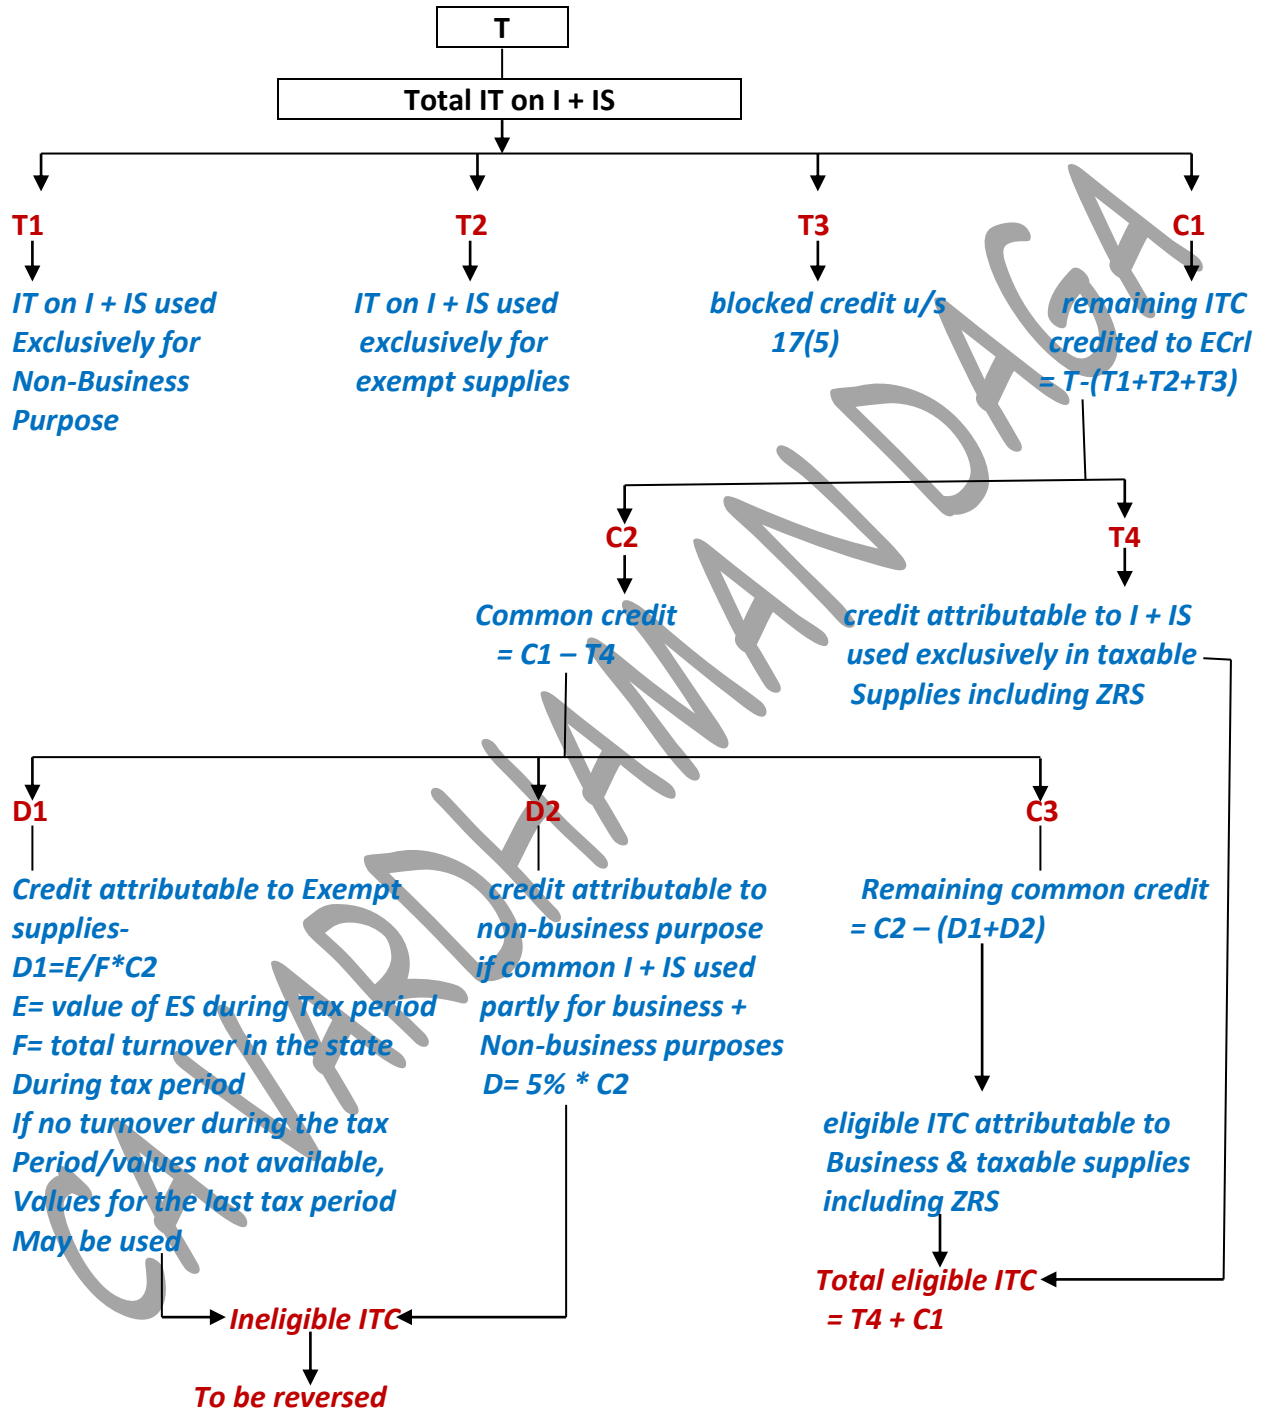 T
Total IT on I + IS
T1
IT on I + IS used
Exclusively for
Non-Business
Purpose
T2
IT on I + IS used
exclusively for
exempt supplies
T3
blocked credit u/s
17(5)
C1
remaining ITC
credited to ECrl
= T-(T1+T2+T3)
C2
Common credit
= C1 – T4
T4
credit attributable to I + IS
used exclusively in taxable
Supplies including ZRS
D1
Credit attributable to Exempt
supplies-
D1=E/F*C2
E= value of ES during Tax period
F= total turnover in the state
During tax period
If no turnover during the tax
Period/values not available,
Values for the last tax period
May be used
D2
credit attributable to
non-business purpose
if common I + IS used
partly for business +
Non-business purposes
D= 5% * C2
C3
Remaining common credit
= C2 – (D1+D2)
eligible ITC attributable to
Business & taxable supplies
including ZRS
Total eligible ITC
= T4 + C1
Ineligible ITC
To be reversed
CA VARDHAMAN DAGA